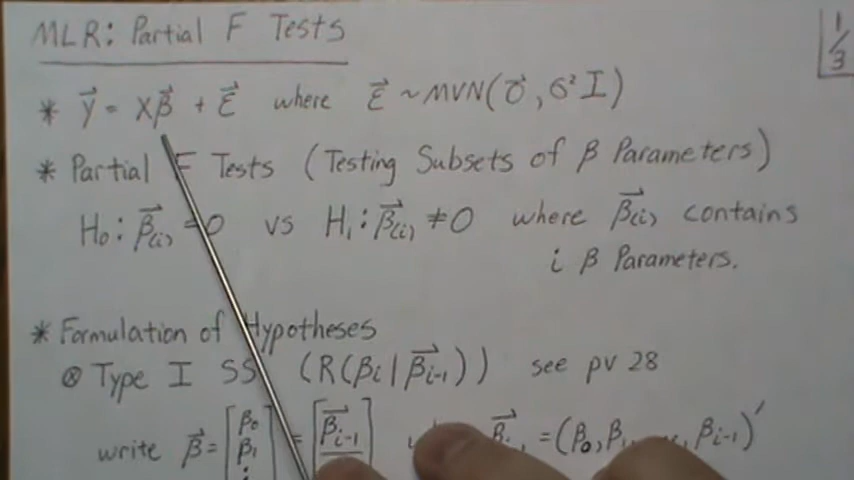 MLR: Partial F Tests
1/3
* Y⃗ = Xβ⃗ + ε⃗ where ε⃗ ~ MVN(0⃗, σ² I)
* Partial F Tests (Testing Subsets of β Parameters)
H₀: β⃗₍ᵢ₎ = 0 vs H₁: β⃗₍ᵢ₎ ≠ 0 where β⃗₍ᵢ₎ contains
i β Parameters.
* Formulation of Hypotheses
⊗ Type I SS (R(βᵢ | β⃗ᵢ₋₁)) see pv 28
write β⃗ = [β₀ β₁ = [β⃗ᵢ₋₁ = (β₀, β₁, βᵢ₋₁)′